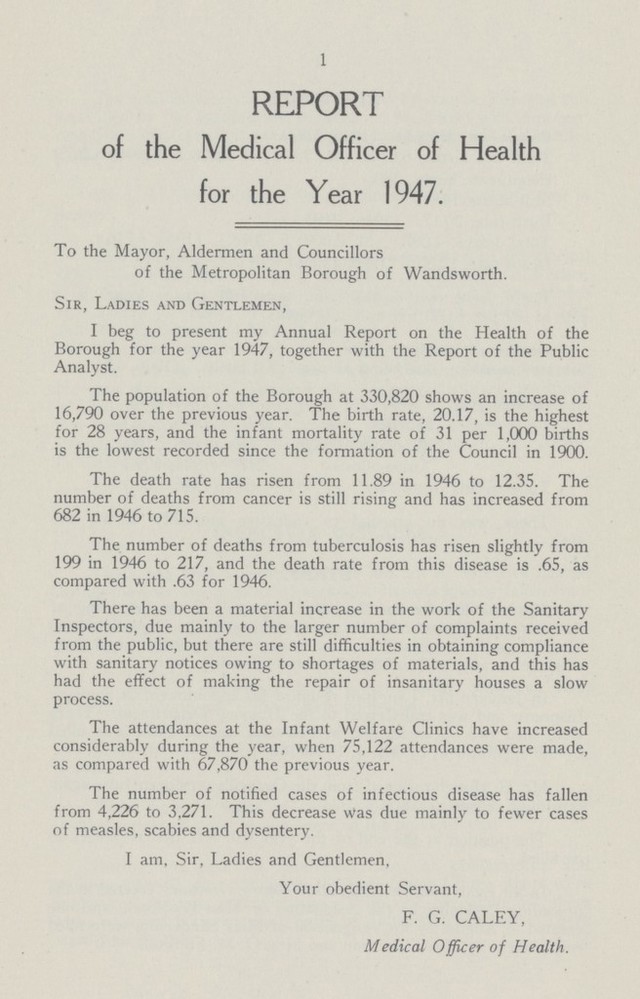 1
REPORT
of the Medical Officer of Health
for the Year 1947.
To the Mayor, Aldermen and Councillors
of the Metropolitan Borough of Wandsworth.
Sir, Ladies and Gentlemen,
I beg to present my Annual Report on the Health of the
Borough for the year 1947, together with the Report of the Public
Analyst.
The population of the Borough at 330,820 shows an increase of
16,790 over the previous year. The birth rate, 20.17, is the highest
for 28 years, and the infant mortality rate of 31 per 1,000 births
is the lowest recorded since the formation of the Council in 1900.
The death rate has risen from 11.89 in 1946 to 12.35. The
number of deaths from cancer is still rising and has increased from
682 in 1946 to 715.
The number of deaths from tuberculosis has risen slightly from
199 in 1946 to 217, and the death rate from this disease is .65, as
compared with .63 for 1946.
There has been a material increase in the work of the Sanitary
Inspectors, due mainly to the larger number of complaints received
from the public, but there are still difficulties in obtaining compliance
with sanitary notices owing to shortages of materials, and this has
had the effect of making the repair of insanitary houses a slow
process.
The attendances at the Infant Welfare Clinics have increased
considerably during the year, when 75,122 attendances were made,
as compared with 67,870 the previous year.
The number of notified cases of infectious disease has fallen
from 4,226 to 3,271. This decrease was due mainly to fewer cases
of measles, scabies and dysentery.
I am, Sir, Ladies and Gentlemen,
Your obedient Servant,
F. G. CALEY,
Medical Officer of Health.